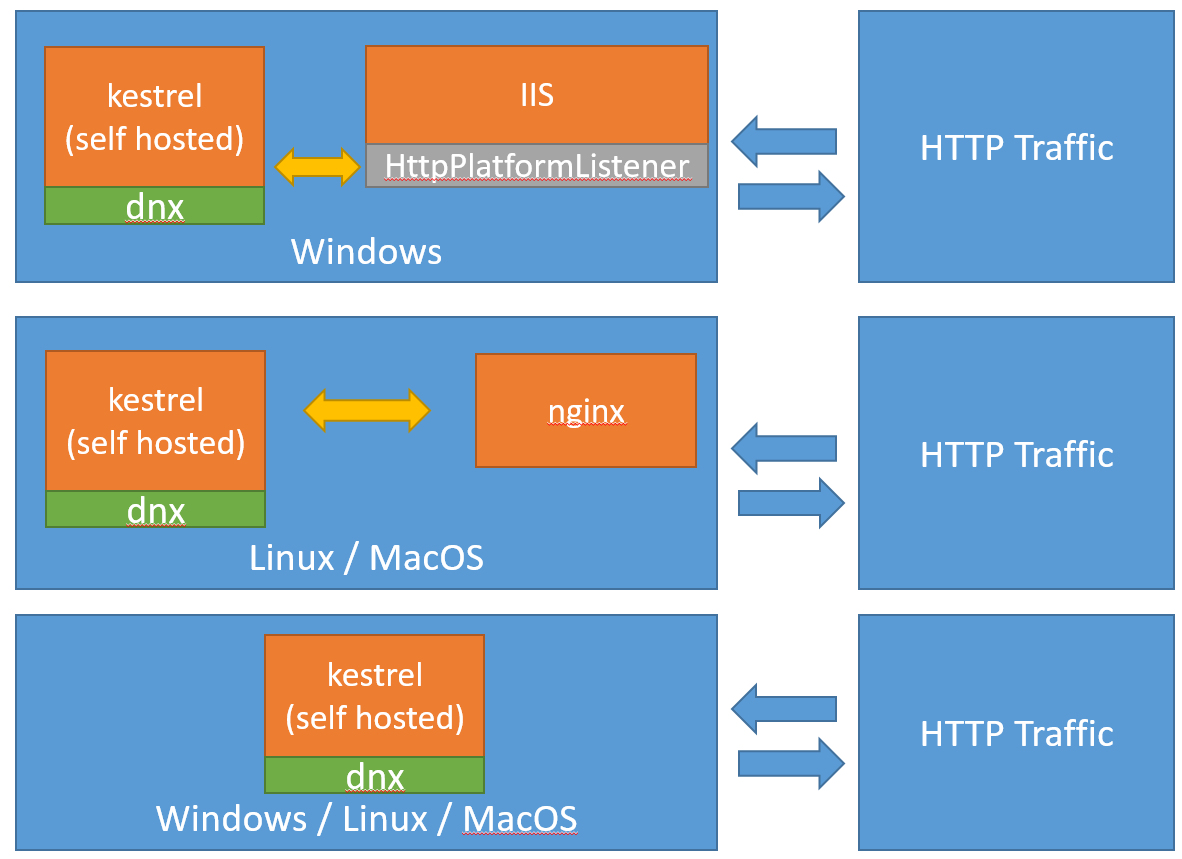 kestrel
(self hosted)
dnx
IIS
HttpPlatformListener
Windows
HTTP Traffic
kestrel
(self hosted)
dnx
nginx
Linux / MacOS
HTTP Traffic
kestrel
(self hosted)
dnx
Windows / Linux / MacOS
HTTP Traffic